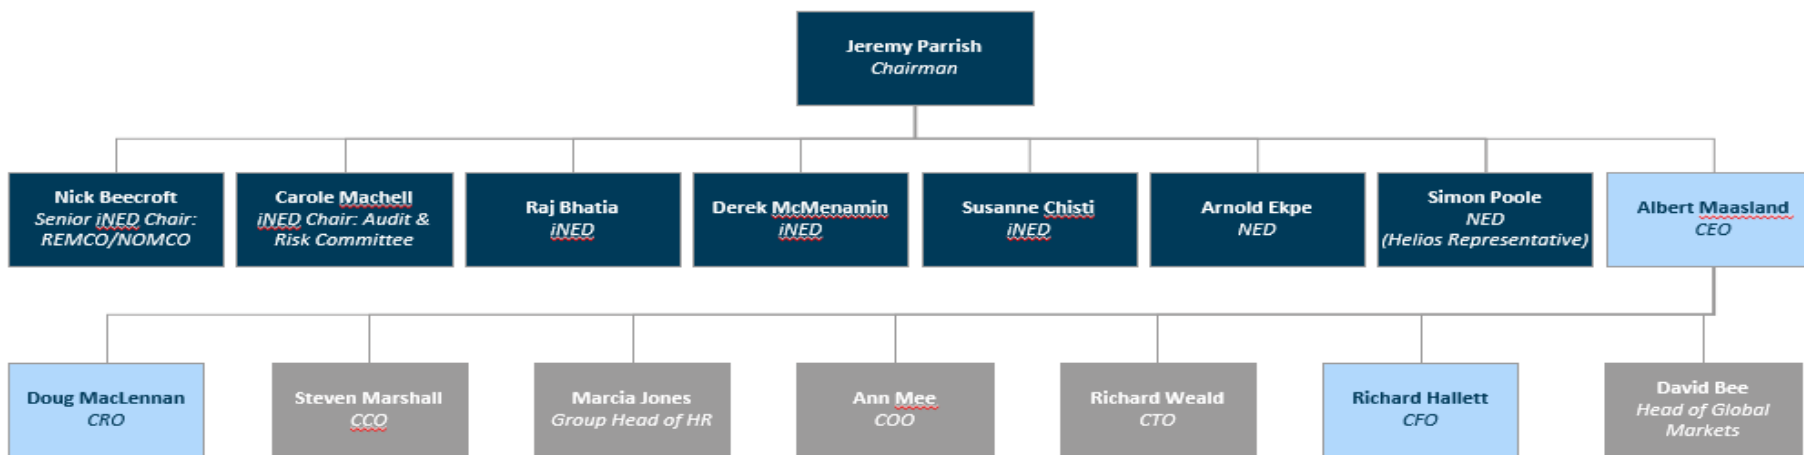 Jeremy Parrish
Chairman
Nick Beecroft
Senior iNED Chair:
REMCO/NOMCO
Carole Machell
iNED Chair: Audit &
Risk Committee
Raj Bhatia
iNED
Derek McMenamin
iNED
Susanne Chisti
iNED
Arnold Ekpe
NED
Simon Poole
NED
(Helios Representative)
Albert Maasland
CEO
Doug MacLennan
CRO
Steven Marshall
CCO
Marcia Jones
Group Head of HR
Ann Mee
COO
Richard Weald
CTO
Richard Hallett
CFO
David Bee
Head of Global
Markets